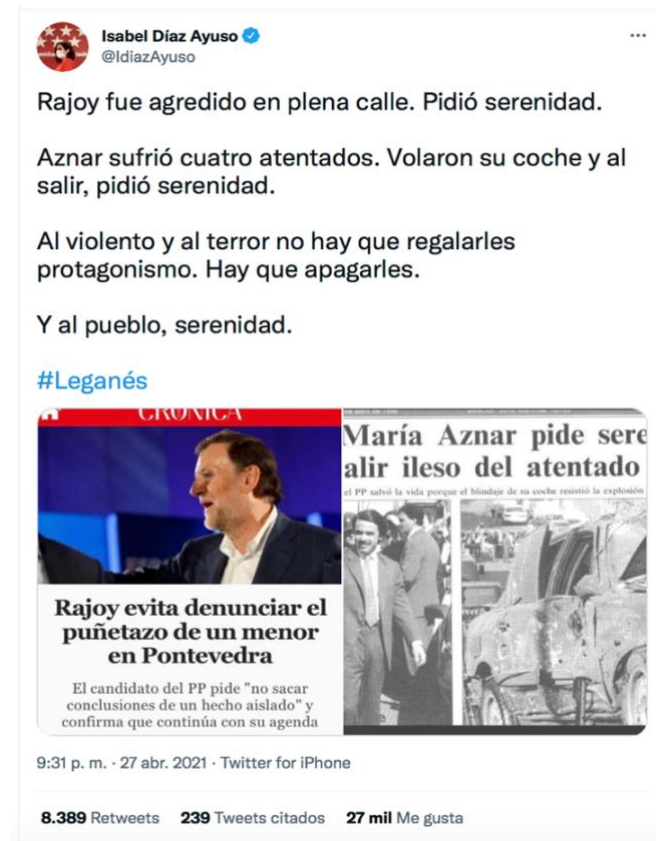 Isabel Díaz Ayuso
@IdiazAyuso
Rajoy fue agredido en plena calle. Pidió serenidad.
Aznar sufrió cuatro atentados. Volaron su coche y al
salir, pidió serenidad.
Al violento y al terror no hay que regalarles
protagonismo. Hay que apagarles.
Y al pueblo, serenidad.
#Leganés
CRÓNICA
Rajoy evita denunciar el
puñetazo de un menor
en Pontevedra
El candidato del PP pide "no sacar
conclusiones de un hecho aislado" y
confirma que continúa con su agenda
María Aznar pide sere
alir ileso del atentado
el PP salvó la vida porque el blindaje de su coche resistió la explosión
9:31 p. m. · 27 abr. 2021 · Twitter for iPhone
8.389 Retweets 239 Tweets citados 27 mil Me gusta